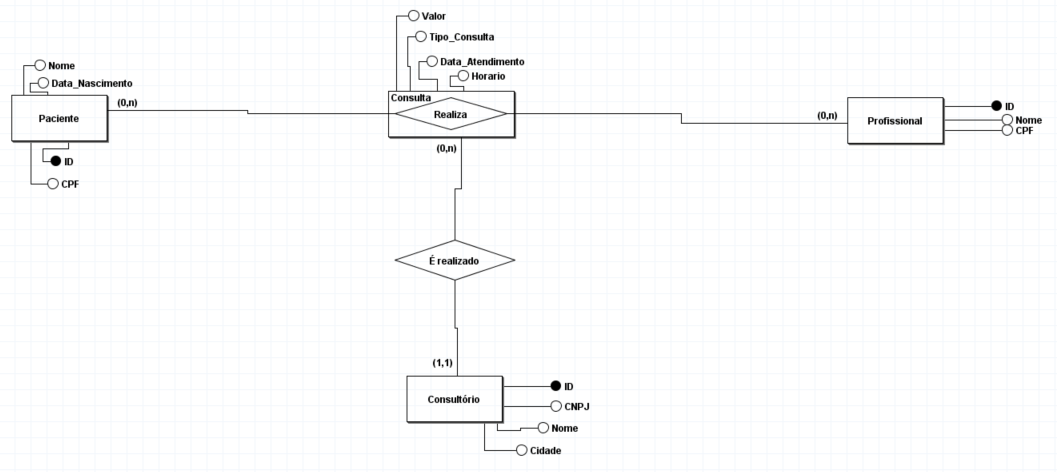 Valor
Tipo_Consulta
Data_Atendimento
Horario
Nome
Data_Nascimento
Paciente
(0,n)
ID
CPF
Consulta
Realiza
(0,n)
(0,n)
Profissional
ID
Nome
CPF
É realizado
(1,1)
Consultório
ID
CNPJ
Nome
Cidade